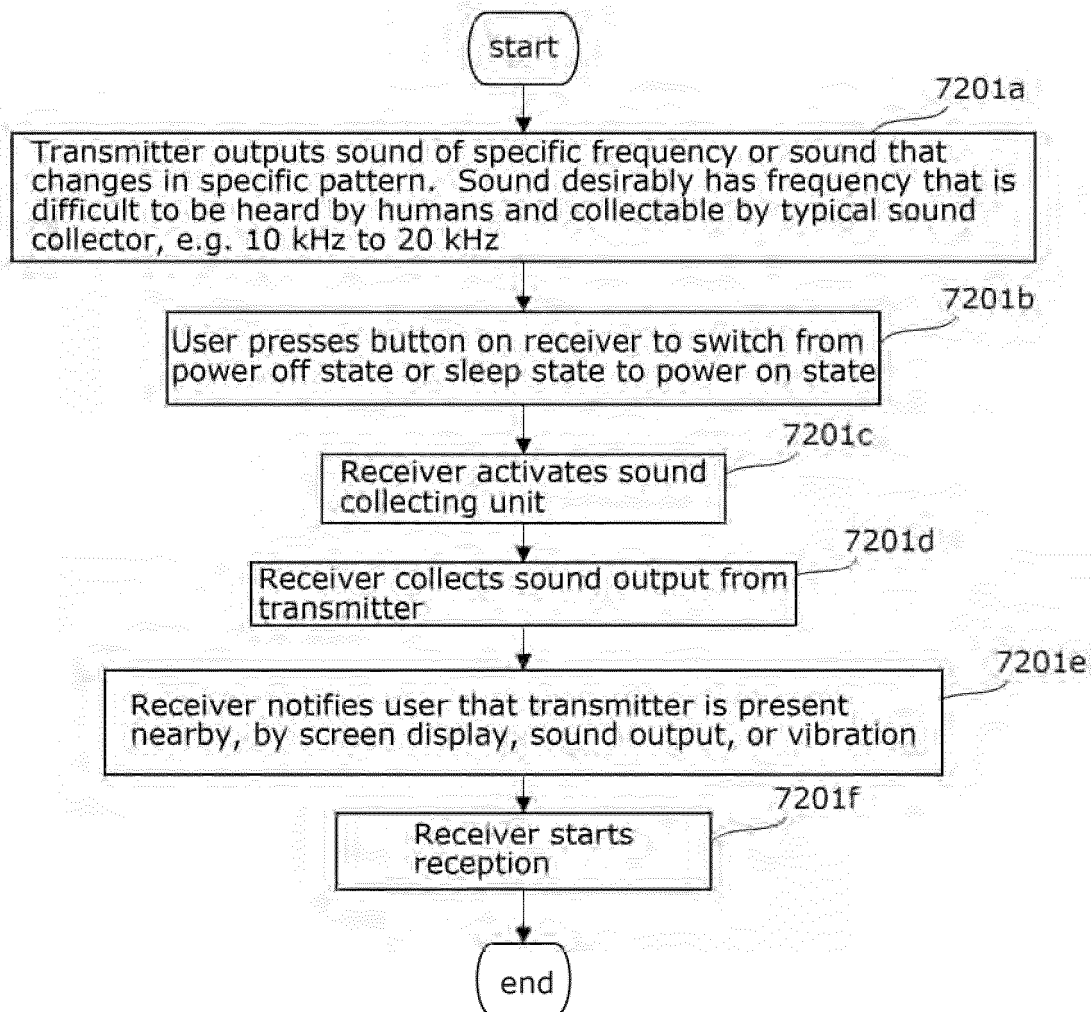 start
7201a
Transmitter outputs sound of specific frequency or sound that
changes in specific pattern. Sound desirably has frequency that is
difficult to be heard by humans and collectable by typical sound
collector, e.g. 10 kHz to 20 kHz
7201b
User presses button on receiver to switch from
power off state or sleep state to power on state
7201c
Receiver activates sound
collecting unit
7201d
Receiver collects sound output from
transmitter
7201e
Receiver notifies user that transmitter is present
nearby, by screen display, sound output, or vibration
7201f
Receiver starts
reception
end